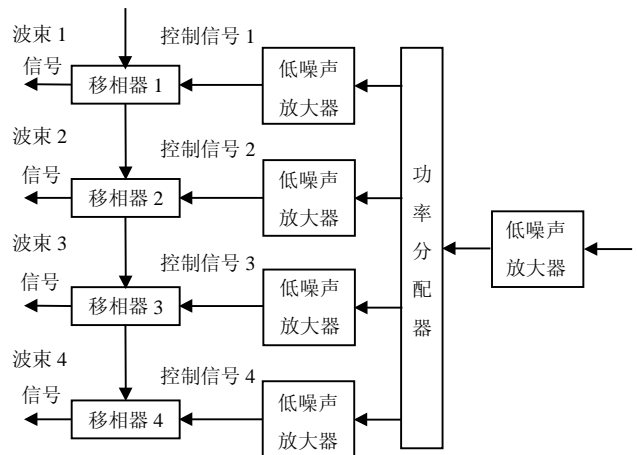 波束 1
控制信号 1
信号
移相器 1
低噪声
放大器
波束 2
控制信号 2
信号
移相器 2
低噪声
放大器
功
率
分
配
器
低噪声
放大器
波束 3
控制信号 3
信号
移相器 3
低噪声
放大器
波束 4
控制信号 4
信号
移相器 4
低噪声
放大器